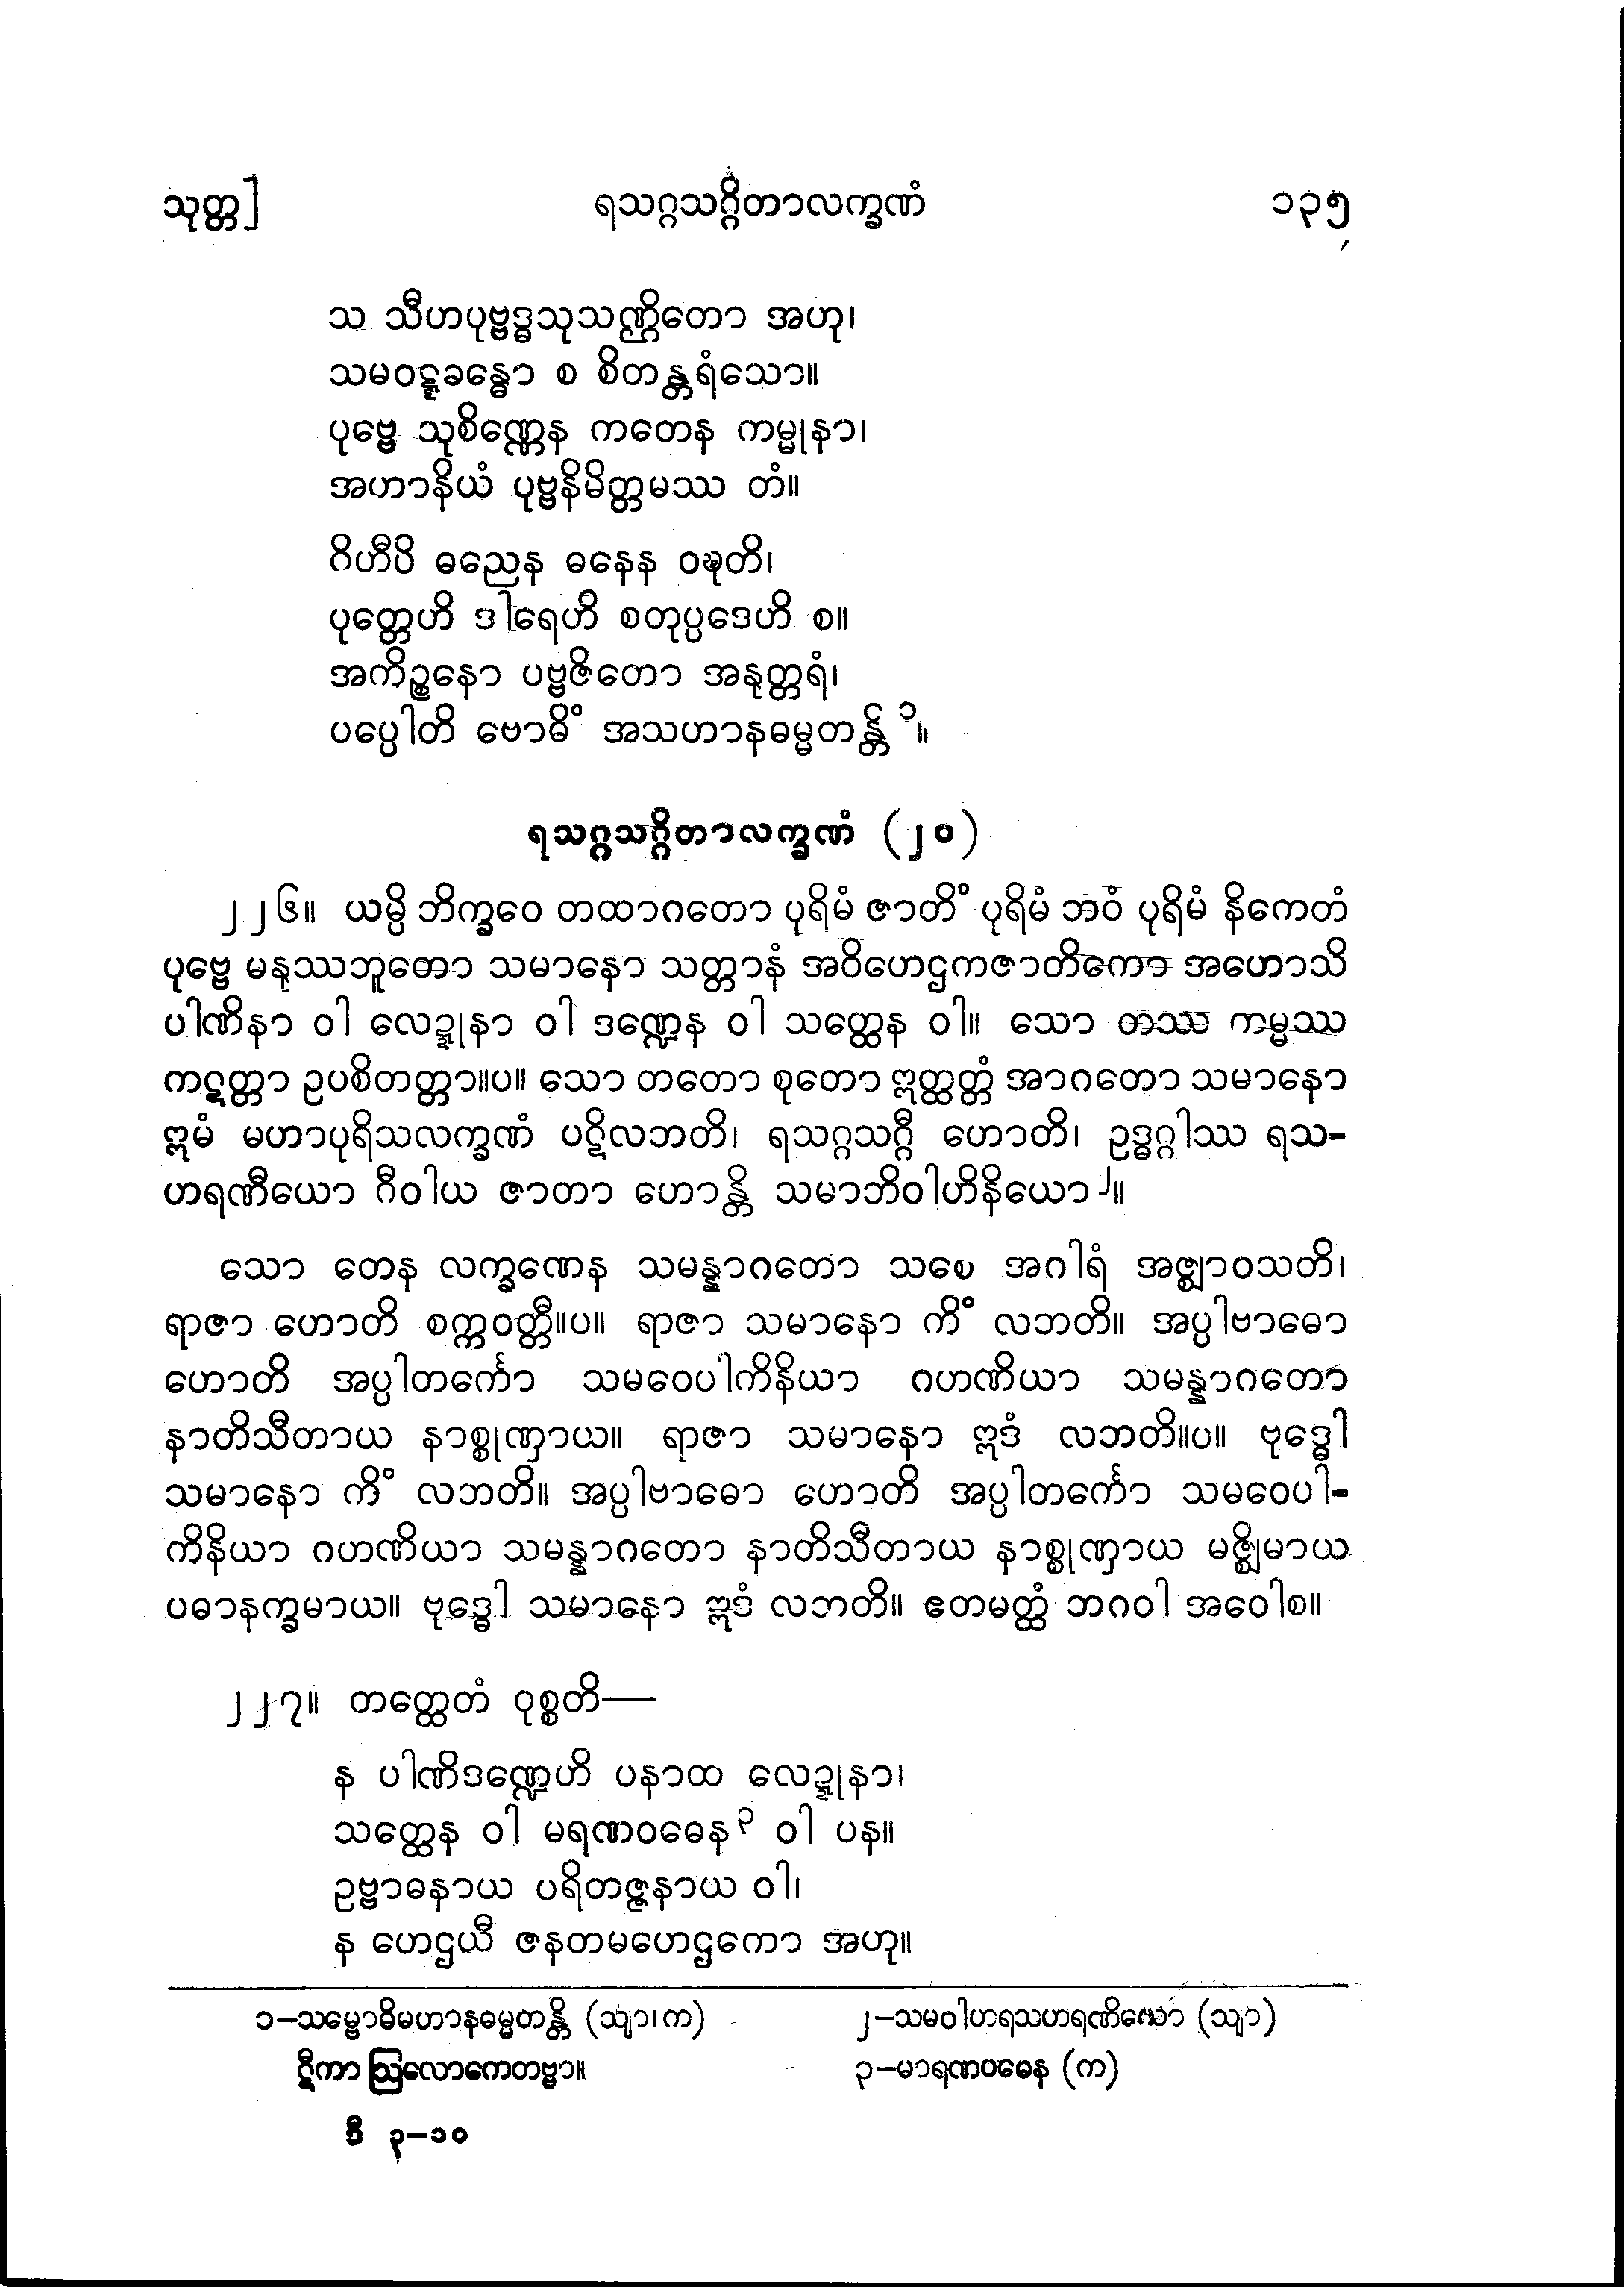 သုတ္တ] ရသဂ္ဂသဂ္ဂိတာလက္ခဏံ ၁၃၅
သ သီဟပုဗ္ဗဒ္ဓသုသဏ္ဌိတော အဟု၊
သမဝဋ္ဋခန္ဓော စ စိတန္တရံသော။
ပုဗ္ဗေ သုစိဏ္ဏေန ကတေန ကမ္မုနာ၊
အဟာနိယံ ပုဗ္ဗနိမိတ္တမဿ တံ။
ဂိဟီပိ ဓညေန ဓနေန ဝဍ္ဎတိ၊
ပုတ္တေဟိ ဒါရေဟိ စတုပ္ပဒေဟိ စ။
အကိဉ္စနော ပဗ္ဗဇိတော အနုတ္တရံ၊
ပပ္ပေါတိ ဗောဓိံ အသဟာနဓမ္မတန္တိ ၁။
ရသဂ္ဂသဂ္ဂိတာလက္ခဏံ (၂၀)
၂၂၆။ ယမ္ပိ ဘိက္ခဝေ တထာဂတော ပုရိမံ ဇာတိံ ပုရိမံ ဘဝံ ပုရိမံ နိကေတံ
ပုဗ္ဗေ မနုဿဘူတော သမာနော သတ္တာနံ အဝိဟေဌကဇာတိကော အဟောသိ
ပါဏိနာ ဝါ လေဍ္ဍုနာ ဝါ ဒဏ္ဍေန ဝါ သတ္ထေန ဝါ။ သော တဿ ကမ္မဿ
ကဋတ္တာ ဥပစိတတ္တာ။ပ။ သော တတော စုတော ဣတ္ထတ္တံ အာဂတော သမာနော
ဣမံ မဟာပုရိသလက္ခဏံ ပဋိလဘတိ၊ ရသဂ္ဂသဂ္ဂီ ဟောတိ၊ ဥဒ္ဓဂ္ဂါဿ ရသ-
ဟရဏီယော ဂီဝါယ ဇာတာ ဟောန္တိ သမာဘိဝါဟိနိယော ၂။
သော တေန လက္ခဏေန သမန္နာဂတော သစေ အဂါရံ အဇ္ဈာဝသတိ၊
ရာဇာ ဟောတိ စက္ကဝတ္တီ။ပ။ ရာဇာ သမာနော ကိံ လဘတိ။ အပ္ပါဗာဓော
ဟောတိ အပ္ပါတင်္ကော သမဝေပါကိနိယာ ဂဟဏိယာ သမန္နာဂတော
နာတိသီတာယ နာစ္စုဏှာယ။ ရာဇာ သမာနော ဣဒံ လဘတိ။ပ။ ဗုဒ္ဓေါ
သမာနော ကိံ လဘတိ။ အပ္ပါဗာဓော ဟောတိ အပ္ပါတင်္ကော သမဝေပါ-
ကိနိယာ ဂဟဏိယာ သမန္နာဂတော နာတိသီတာယ နာစ္စုဏှာယ မဇ္ဈိမာယ
ပဓာနက္ခမာယ။ ဗုဒ္ဓေါ သမာနော ဣဒံ လဘတိ။ ဧတမတ္ထံ ဘဂဝါ အဝေါစ။
၂၂၇။ တတ္ထေတံ ဝုစ္စတိ—
န ပါဏိဒဏ္ဍေဟိ ပနာထ လေဍ္ဍုနာ၊
သတ္ထေန ဝါ မရဏဝဓေန ၃ ဝါ ပန။
ဥဗ္ဗာဓနာယ ပရိတဇ္ဇနာယ ဝါ၊
န ဟေဌယီ ဇနတမဟေဌကော အဟု။
၁–သမ္ဗောဓိမဟာနဓမ္မတန္တိ (သျာ၊ က)
ဋီကာ ဩလောကေတဗ္ဗာ။
၂–သမဝါဟရသဟရဏိယော (သျာ)
၃–မာရဏဝဓေန (က)
ဒီ ၃–၁၀